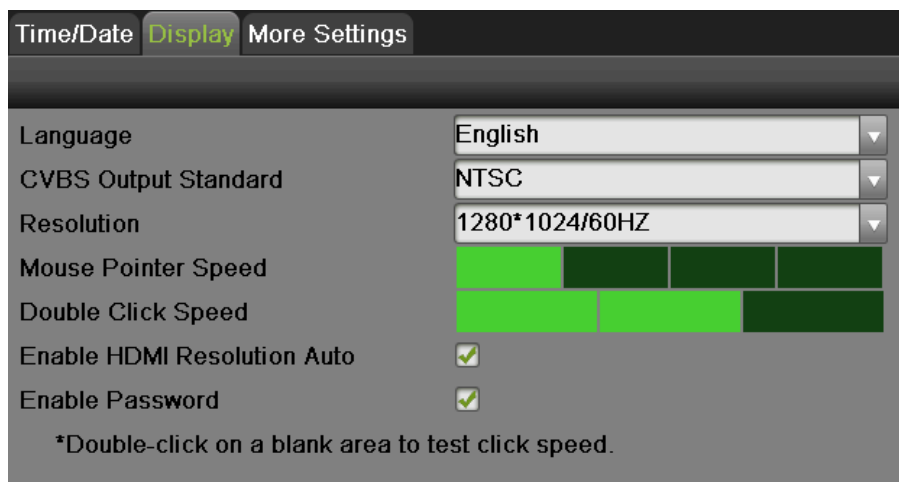 Time/Date Display More Settings
Language English
CVBS Output Standard NTSC
Resolution 1280*1024/60HZ
Mouse Pointer Speed
Double Click Speed
Enable HDMI Resolution Auto
Enable Password
*Double-click on a blank area to test click speed.